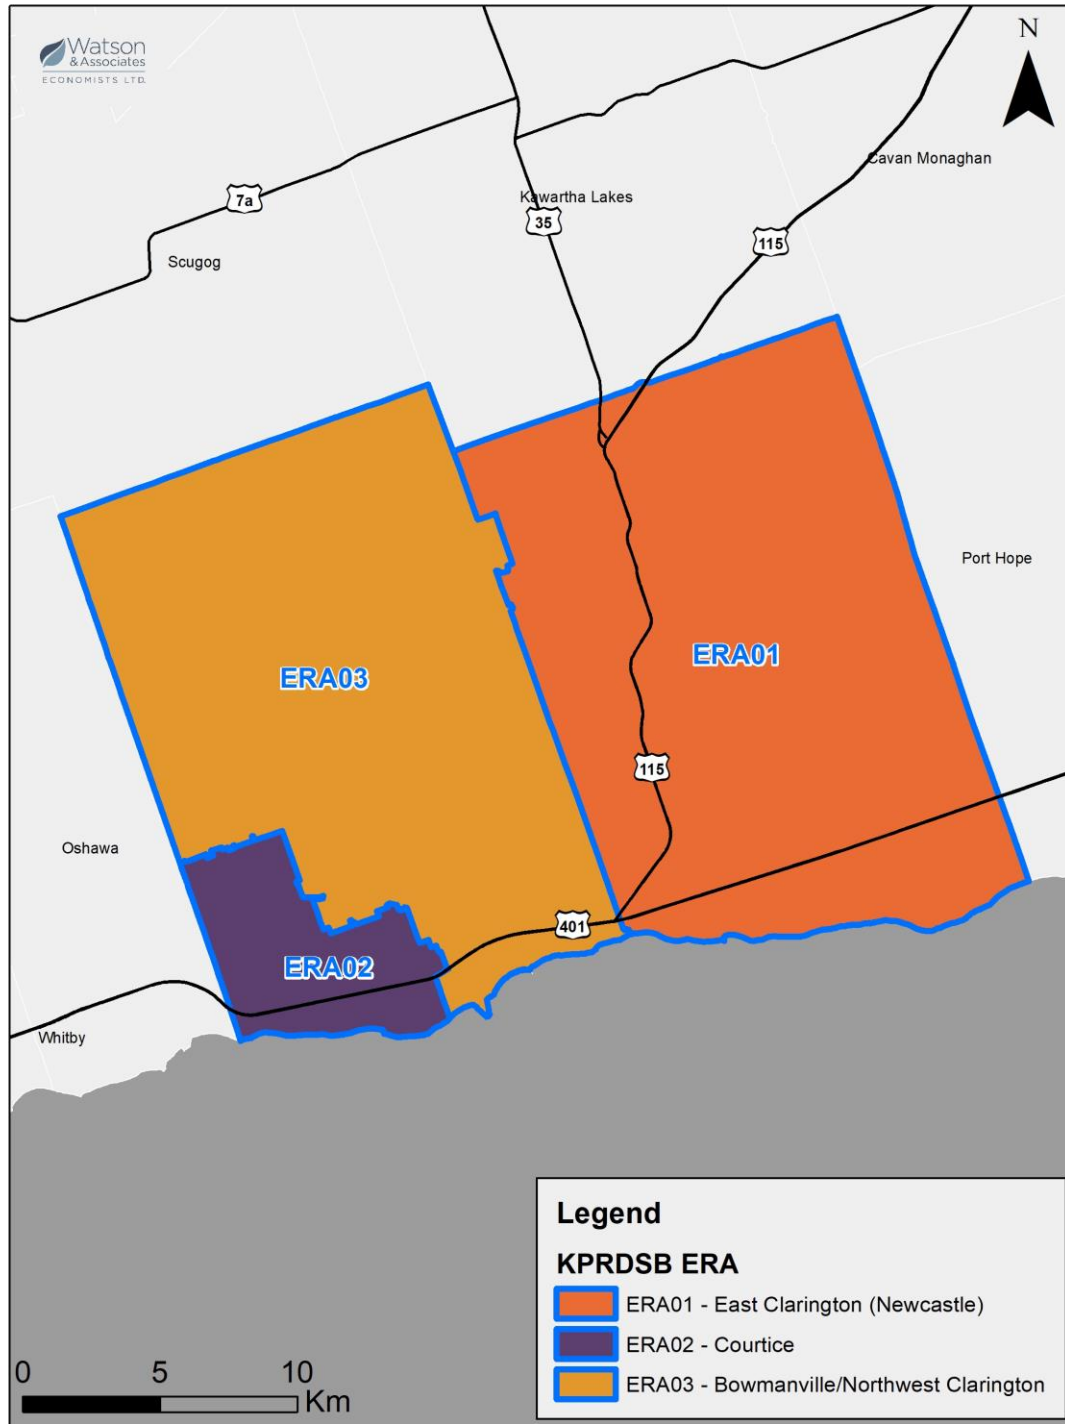 Watson
& Associates
ECONOMISTS LTD.
N
Cavan Monaghan
7a
Kawartha Lakes
35
115
Scugog
Port Hope
ERA01
ERA03
115
Oshawa
401
ERA02
Whitby
Legend
KPRDSB ERA
ERA01 - East Clarington (Newcastle)
ERA02 - Courtice
ERA03 - Bowmanville/Northwest Clarington
0 5 10
Km